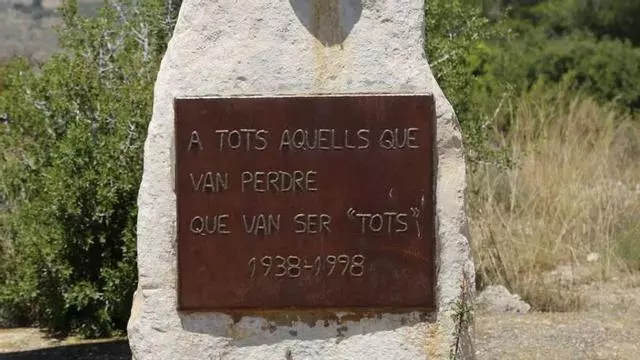 A TOTS AQUELLS QUE
VAN PERDRE
QUE VAN SER "TOTS"
1938-1998